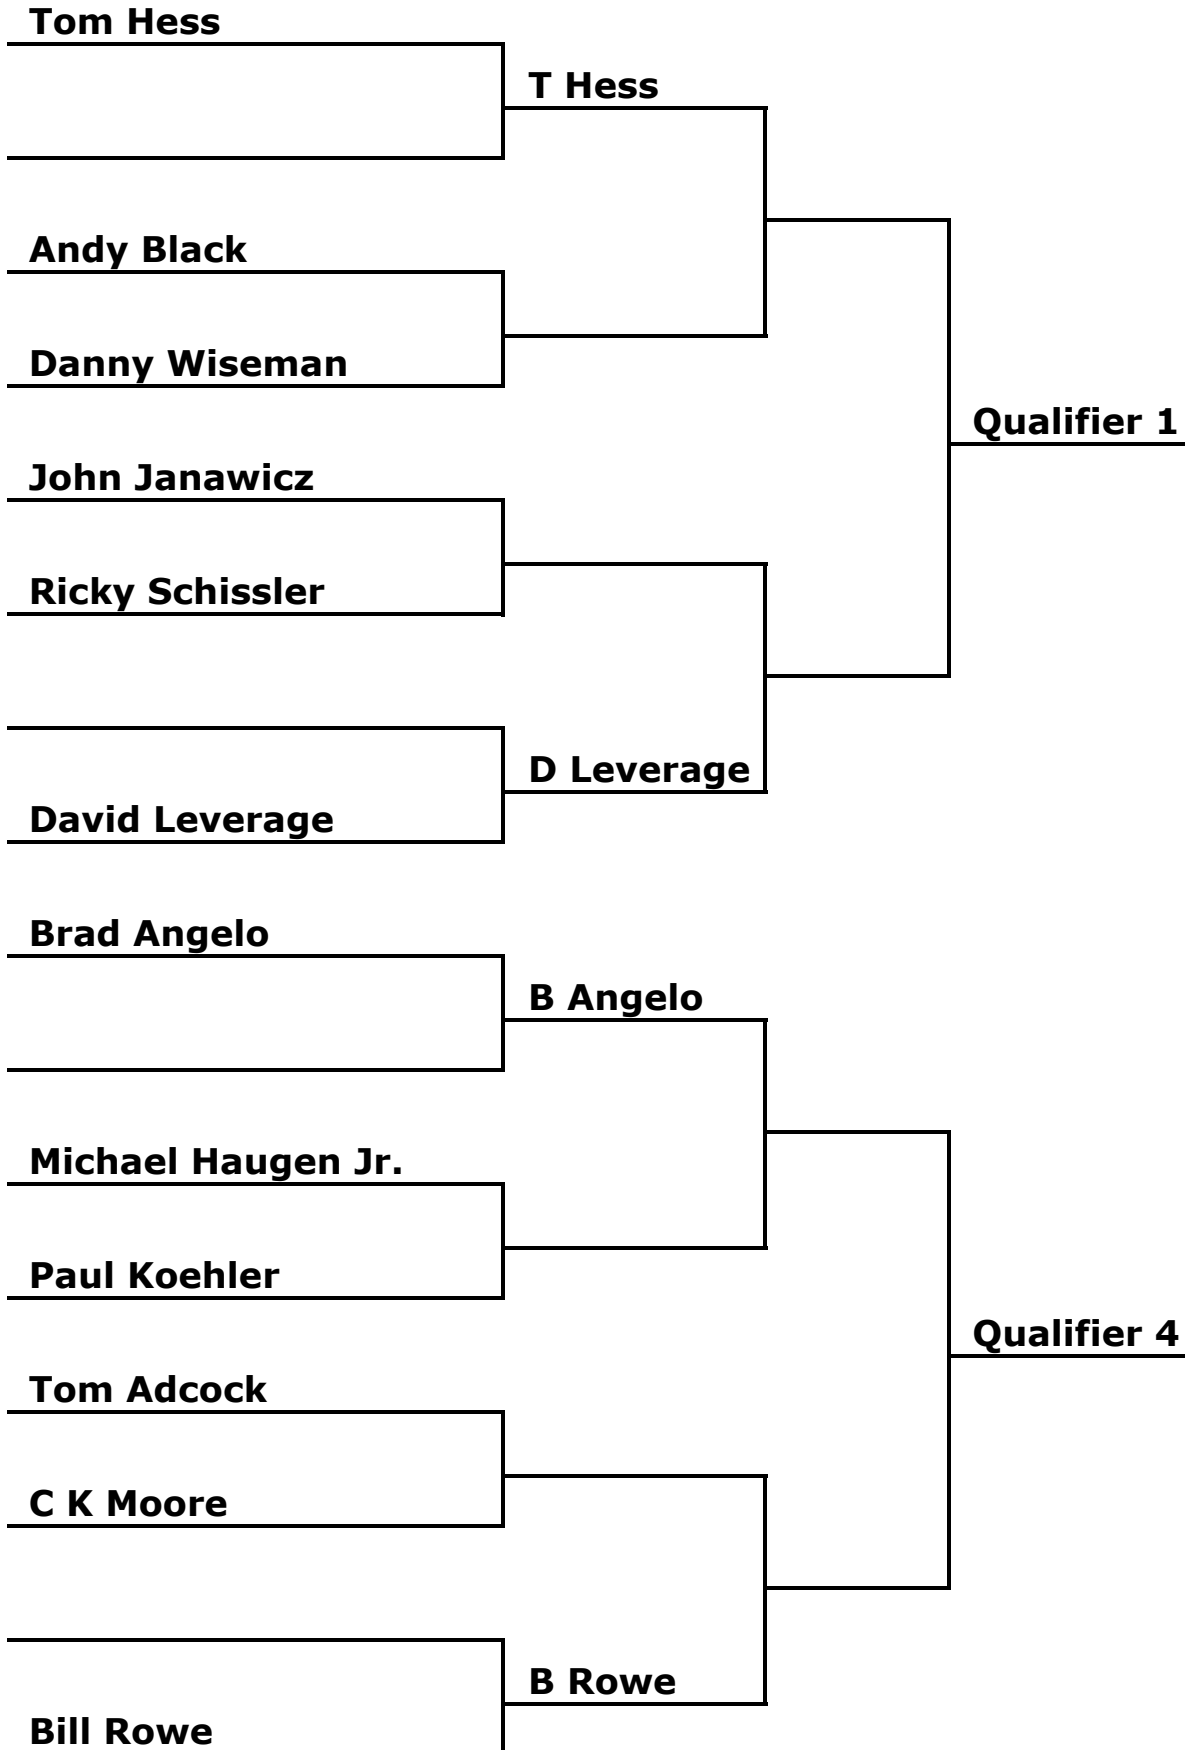 Tom Hess
T Hess
Andy Black
Danny Wiseman
Qualifier 1
John Janawicz
Ricky Schissler
D Leverage
David Leverage
Brad Angelo
B Angelo
Michael Haugen Jr.
Paul Koehler
Qualifier 4
Tom Adcock
C K Moore
B Rowe
Bill Rowe